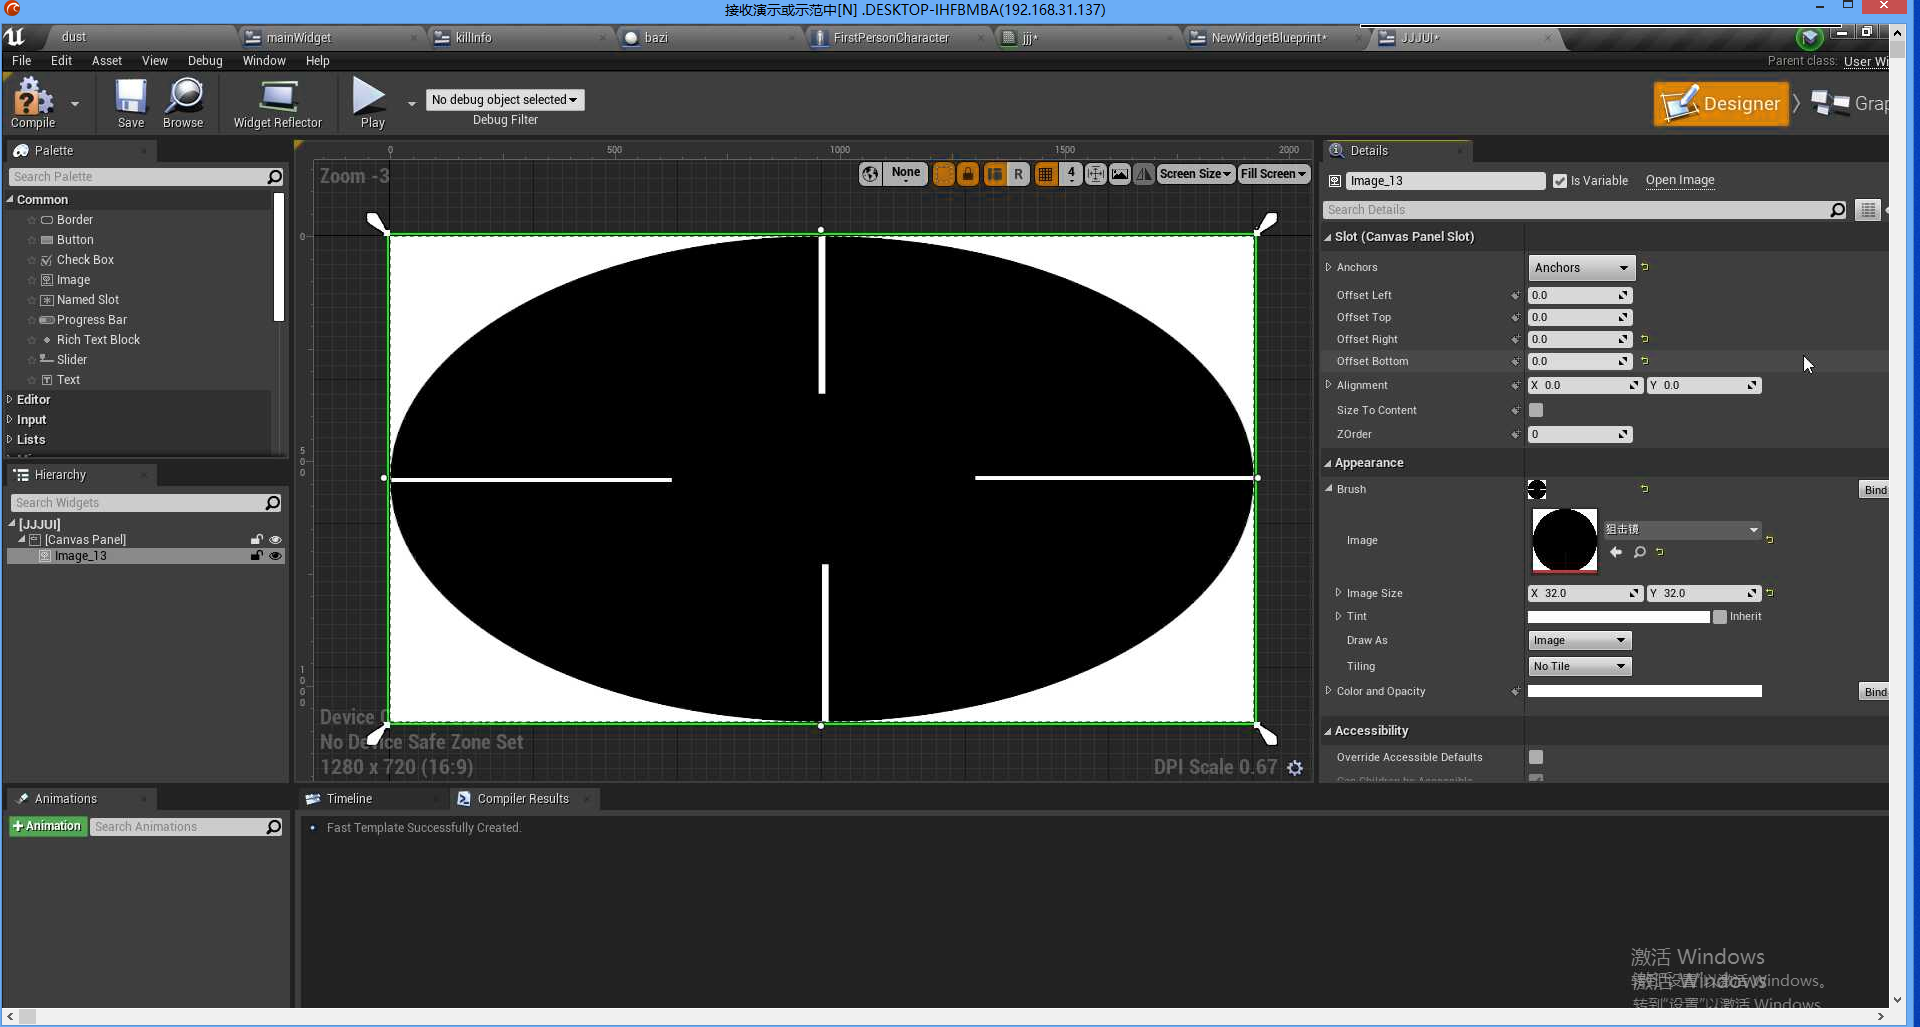 接收演示或示范中[N] .DESKTOP-IHFBMBA(192.168.31.137)
dust
mainWidget
killInfo
bazi
FirstPersonCharacter
jjj*
NewWidgetBlueprint*
JJJUI*
File Edit Asset View Debug Window Help
Parent class: User Wi
Compile
Save
Browse
Widget Reflector
Play
No debug object selected
Debug Filter
Designer
Grap
Palette
Search Palette
Common
Border
Button
Check Box
Image
Named Slot
Progress Bar
Rich Text Block
Slider
Text
Editor
Input
Lists
Hierarchy
Search Widgets
[JJJUI]
[Canvas Panel]
Image_13
0 500 1000 1500 2000
Zoom -3
None
R
4
Screen Size
Fill Screen
0
500
1000
Device
No Device Safe Zone Set
1280 x 720 (16:9)
DPI Scale 0.67
Details
Image_13
Is Variable
Open Image
Search Details
Slot (Canvas Panel Slot)
Anchors
Anchors
Offset Left 0.0
Offset Top 0.0
Offset Right 0.0
Offset Bottom 0.0
Alignment X 0.0 Y 0.0
Size To Content
ZOrder 0
Appearance
Brush
Bind
Image
狙击镜
Image Size X 32.0 Y 32.0
Tint
Inherit
Draw As Image
Tiling No Tile
Color and Opacity
Bind
Accessibility
Override Accessible Defaults
Animations
+Animation
Search Animations
Timeline
Compiler Results
Fast Template Successfully Created.
激活 Windows
转到"设置"以激活 Windows。